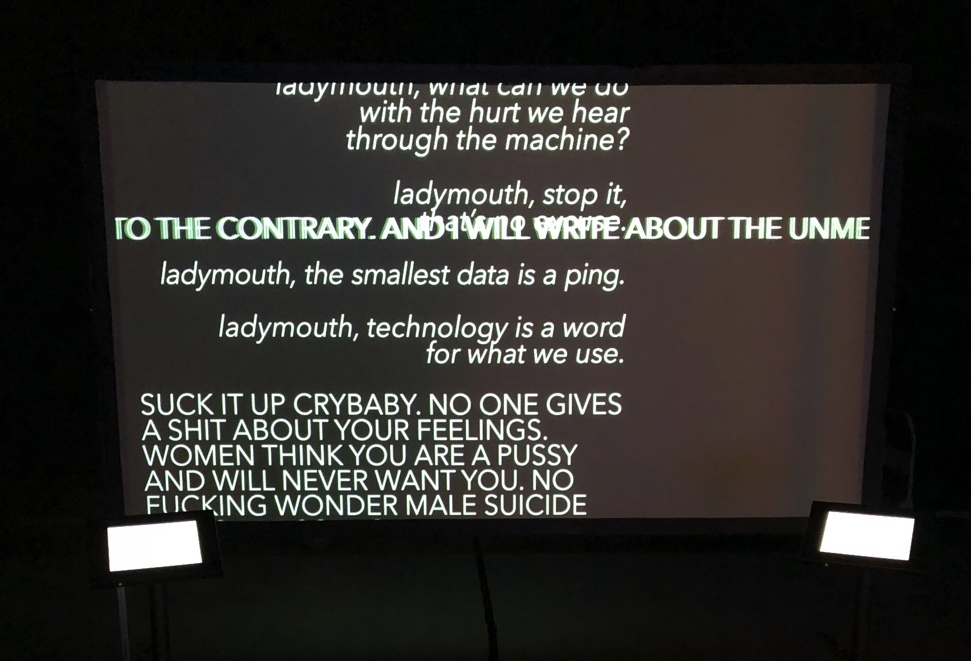 ladymouth, what can we do
with the hurt we hear
through the machine?
ladymouth, stop it,
that's no excuse.
TO THE CONTRARY. AND I WILL WRITE ABOUT THE UNME
ladymouth, the smallest data is a ping.
ladymouth, technology is a word
for what we use.
SUCK IT UP CRYBABY. NO ONE GIVES
A SHIT ABOUT YOUR FEELINGS.
WOMEN THINK YOU ARE A PUSSY
AND WILL NEVER WANT YOU. NO
FUCKING WONDER MALE SUICIDE